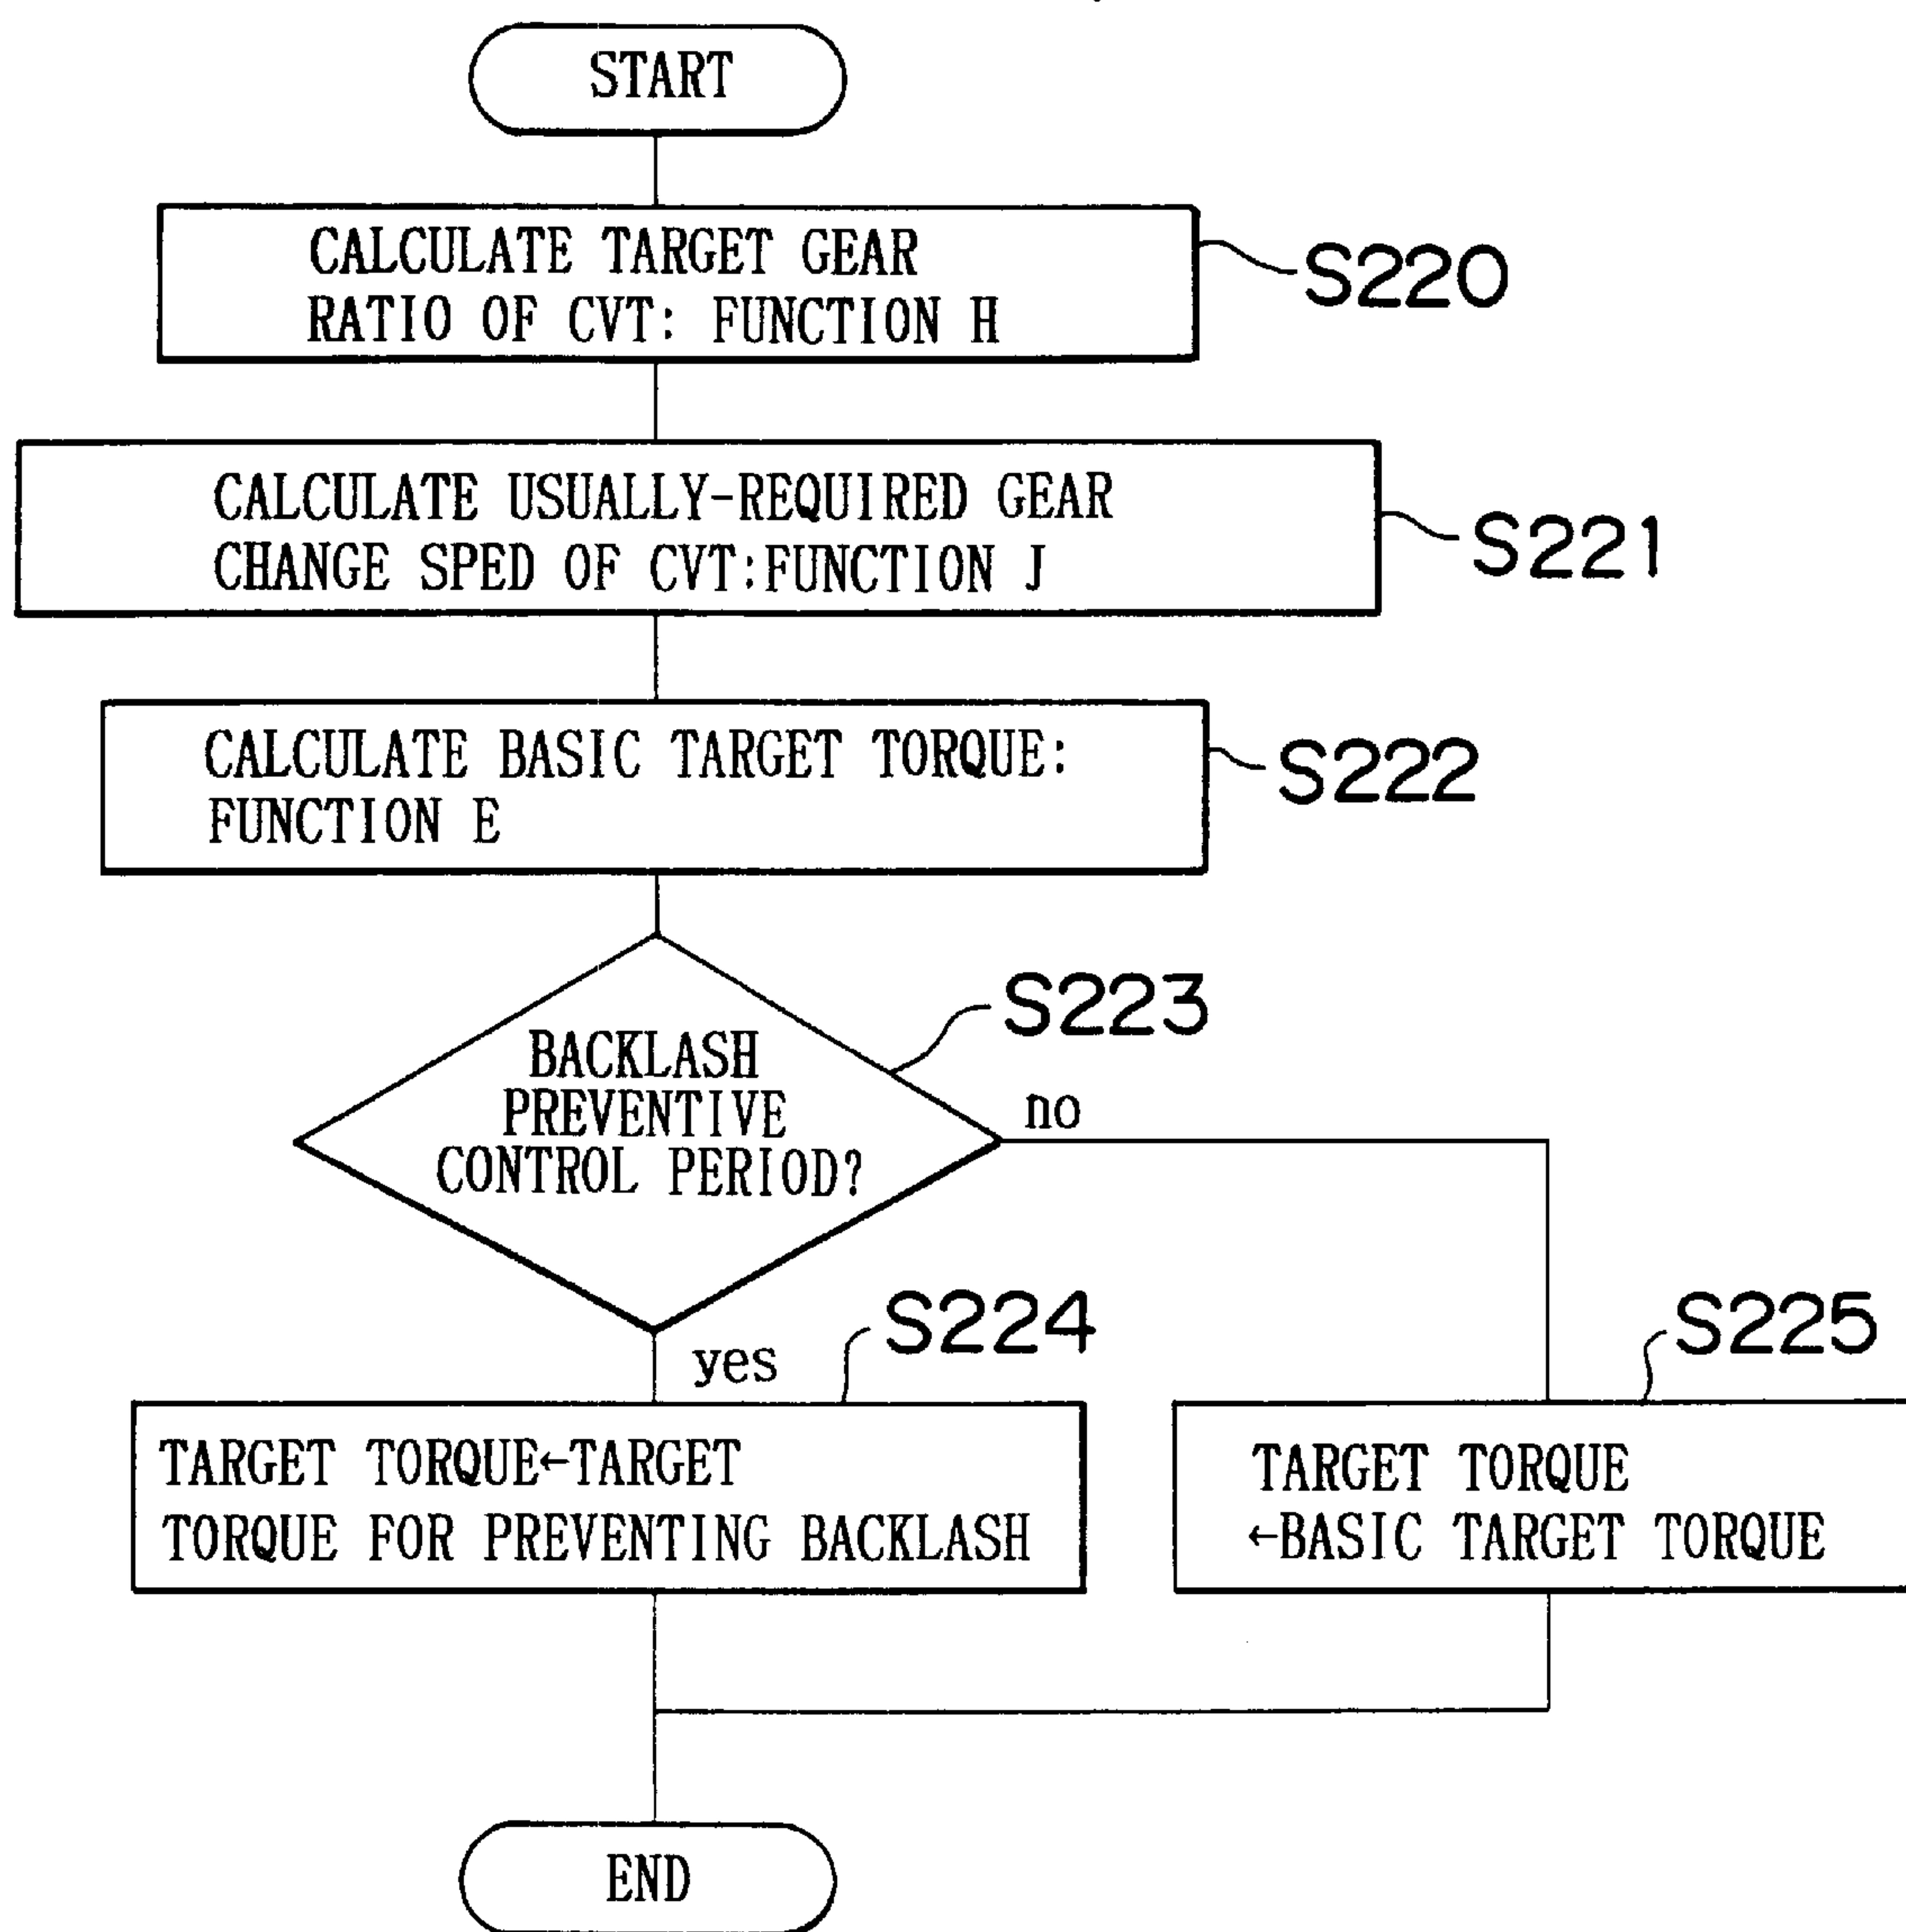 START
CALCULATE TARGET GEAR
RATIO OF CVT: FUNCTION H
S220
CALCULATE USUALLY-REQUIRED GEAR
CHANGE SPED OF CVT:FUNCTION J
S221
CALCULATE BASIC TARGET TORQUE:
FUNCTION E
S222
BACKLASH
PREVENTIVE
CONTROL PERIOD?
S223
no
yes
S224
TARGET TORQUE←TARGET
TORQUE FOR PREVENTING BACKLASH
S225
TARGET TORQUE
←BASIC TARGET TORQUE
END